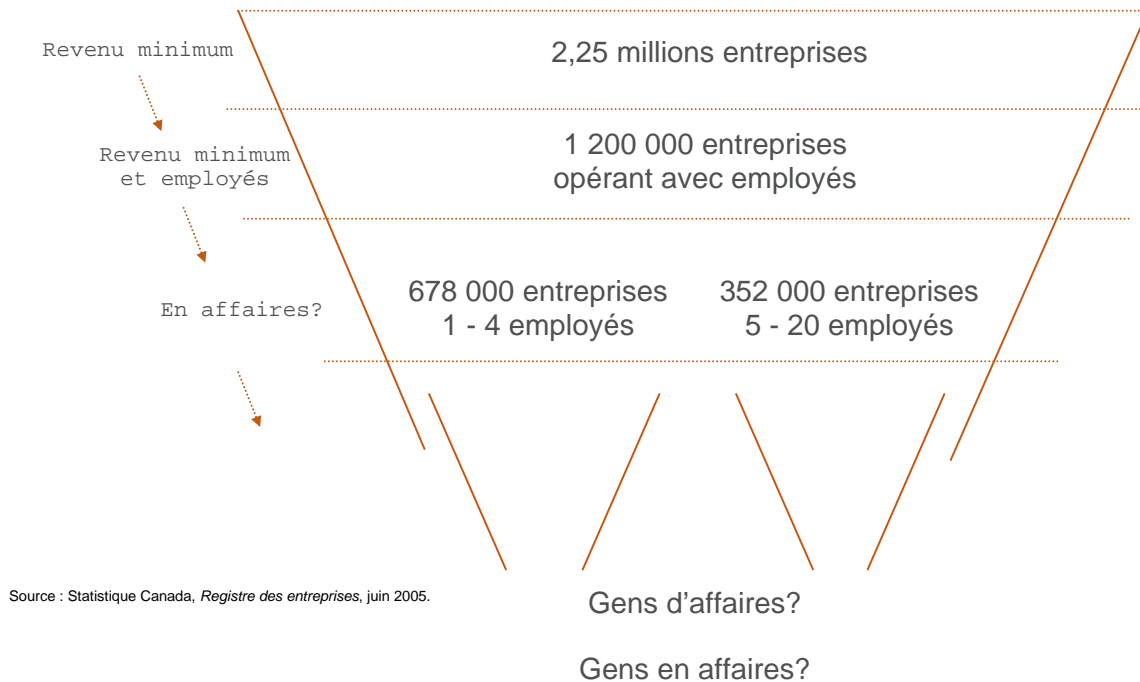 Revenu minimum
2,25 millions entreprises
Revenu minimum
et employés
1 200 000 entreprises
opérant avec employés
En affaires?
678 000 entreprises
1 - 4 employés
352 000 entreprises
5 - 20 employés
Source : Statistique Canada, Registre des entreprises, juin 2005.
Gens d'affaires?
Gens en affaires?